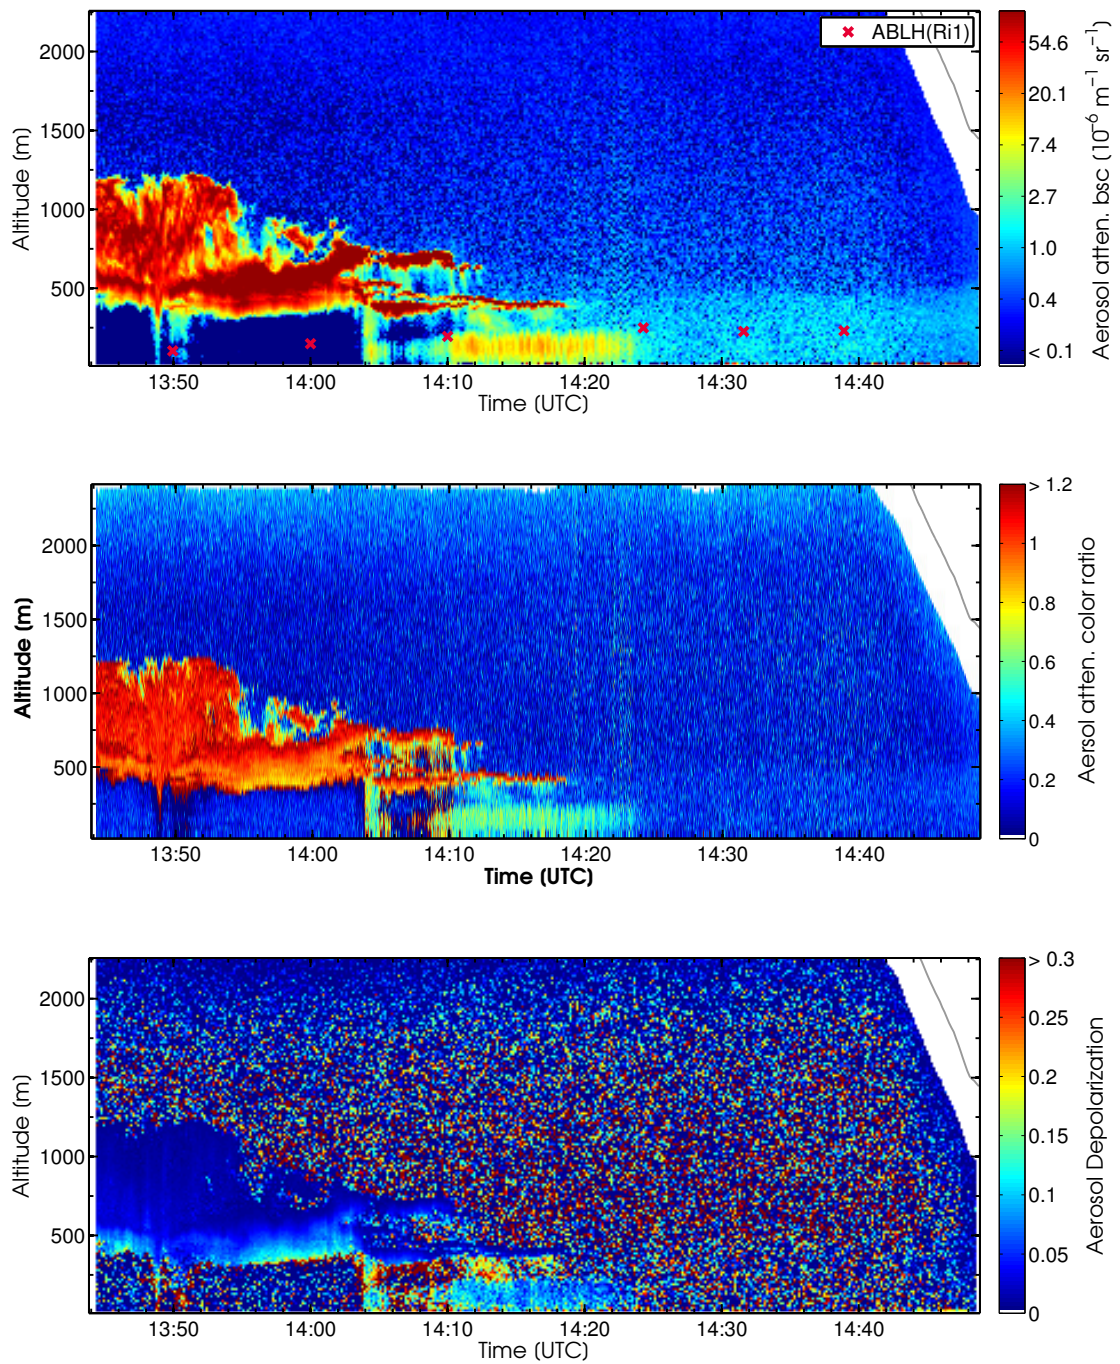 ABLH(Ri1)
2000
1500
1000
500
Altitude (m)
13:50 14:00 14:10 14:20 14:30 14:40
Time (UTC)
54.6
20.1
7.4
2.7
1.0
0.4
< 0.1
Aerosol atten. bsc (10⁻⁶ m⁻¹ sr⁻¹)
2000
1500
1000
500
Altitude (m)
13:50 14:00 14:10 14:20 14:30 14:40
Time (UTC)
> 1.2
1
0.8
0.6
0.4
0.2
0
Aersol atten. color ratio
2000
1500
1000
500
Altitude (m)
13:50 14:00 14:10 14:20 14:30 14:40
Time (UTC)
> 0.3
0.25
0.2
0.15
0.1
0.05
0
Aerosol Depolarization